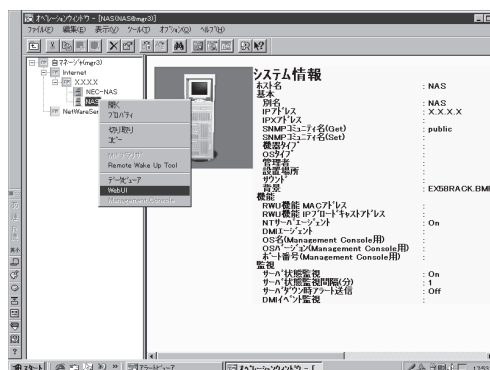 ｵﾍﾟﾚｰｼｮﾝｳｨﾝﾄﾞｳ - [NAS(NAS@mgr3)]
ﾌｧｲﾙ(F) 編集(E) 表示(V) ﾂｰﾙ(T) ｵﾌﾟｼｮﾝ(O) ﾍﾙﾌﾟ(H)
自ﾏﾈｰｼﾞｬ(mgr3)
Internet
XXXX
NEC-NAS
NAS
NetWareSer
開く
ﾌﾟﾛﾊﾟﾃｨ
切り取り
ｺﾋﾟｰ
MIBﾌﾞﾗｳｻﾞ
Remote Wake Up Tool
ﾃﾞｰﾀﾋﾞｭｰｱ
WebUI
Management Console
システム情報
ﾎｽﾄ名 : NAS
基本
別名 : NAS
IPｱﾄﾞﾚｽ : X.X.X.X
IPXｱﾄﾞﾚｽ :
SNMPｺﾐｭﾆﾃｨ名(Get) : public
SNMPｺﾐｭﾆﾃｨ名(Set) :
機器ﾀｲﾌﾟ :
OSﾀｲﾌﾟ :
管理者 :
設置場所 :
ｻｳﾝﾄﾞ :
背景 : EX58RACK.BM
機能
RWU機能 MACｱﾄﾞﾚｽ :
RWU機能 IPﾌﾞﾛｰﾄﾞｷｬｽﾄｱﾄﾞﾚｽ :
NTｻｰﾊﾞｴｰｼﾞｪﾝﾄ : On
DMIｴｰｼﾞｪﾝﾄ :
OS名(Management Console用) :
OSﾊﾞｰｼﾞｮﾝ(Management Console用) :
ﾎﾟｰﾄ番号(Management Console用) :
監視
ｻｰﾊﾞ状態監視 : On
ｻｰﾊﾞ状態監視間隔(分) : 1
ｻｰﾊﾞﾀﾞｳﾝ時ｱﾗｰﾄ送信 : Off
DMIｲﾍﾞﾝﾄ監視 :
ｽﾀｰﾄ
ｱﾗｰﾄﾋﾞｭｰｱ
ｵﾍﾟﾚｰｼｮﾝｳｨﾝﾄﾞｳ - [